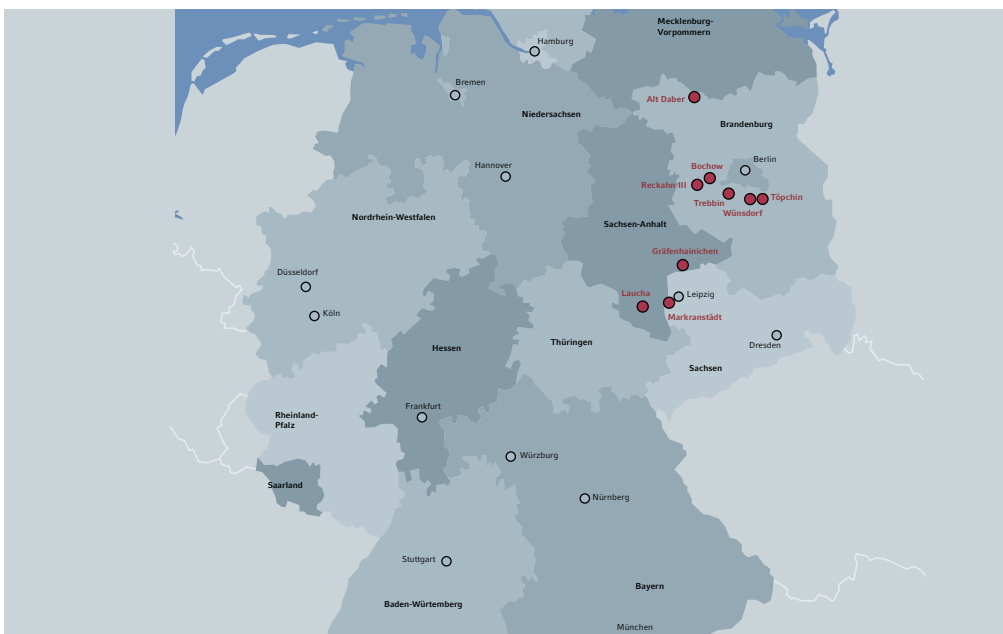 Mecklenburg-
Vorpommern
Hamburg
Bremen
Alt Daber
Niedersachsen
Brandenburg
Berlin
Hannover
Bochow
Reckahn III
Töpchin
Trebbin
Wünsdorf
Nordrhein-Westfalen
Sachsen-Anhalt
Gräfenhainichen
Düsseldorf
Laucha
Leipzig
Köln
Markranstädt
Thüringen
Dresden
Hessen
Sachsen
Frankfurt
Rheinland-
Pfalz
Würzburg
Saarland
Nürnberg
Stuttgart
Bayern
Baden-Würtemberg
München